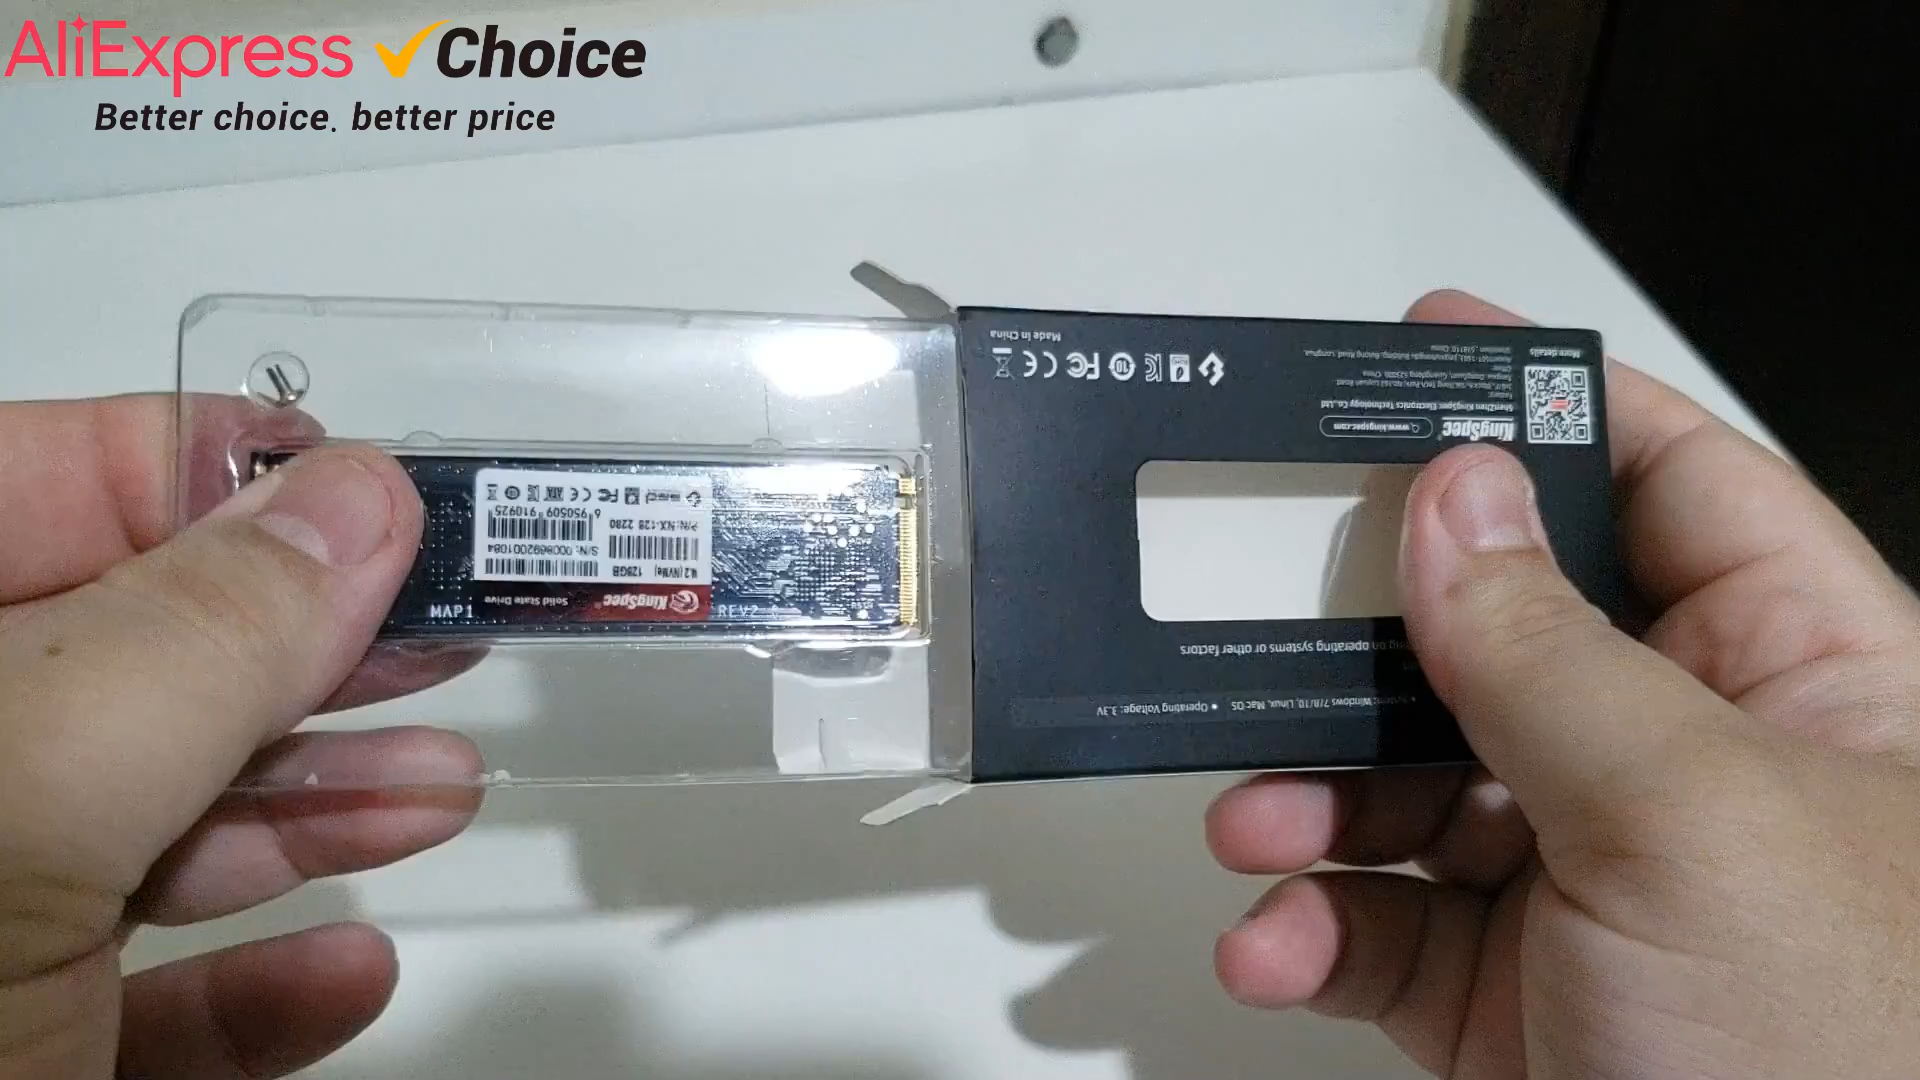 AliExpress Choice
Better choice. better price
Made in China
More details
KingSpec®
www.kingspec.com
ShenZhen KingSpec Electronics Technology Co.,Ltd
on operating systems or other factors
Windows 7/8/10, Linux, Mac OS
• Operating Voltage: 3.3V
KingSpec® Solid State Drive
M.2 (NVMe) 128GB
S/N: 0008692001084
P/N: NX-128 2280
6 950509 910925
MAP1
REV2